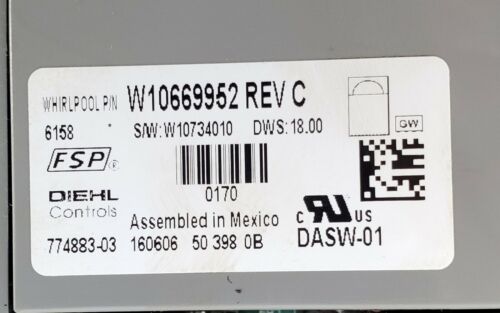 WHIRLPOOL P/N W10669952 REV C
6158 * S/W:W10734010 DWS:18.00
GW
FSP®
0170
DIEHL
Controls
Assembled in Mexico
C UR US
774883-03 160606 50 398 0B DASW-01